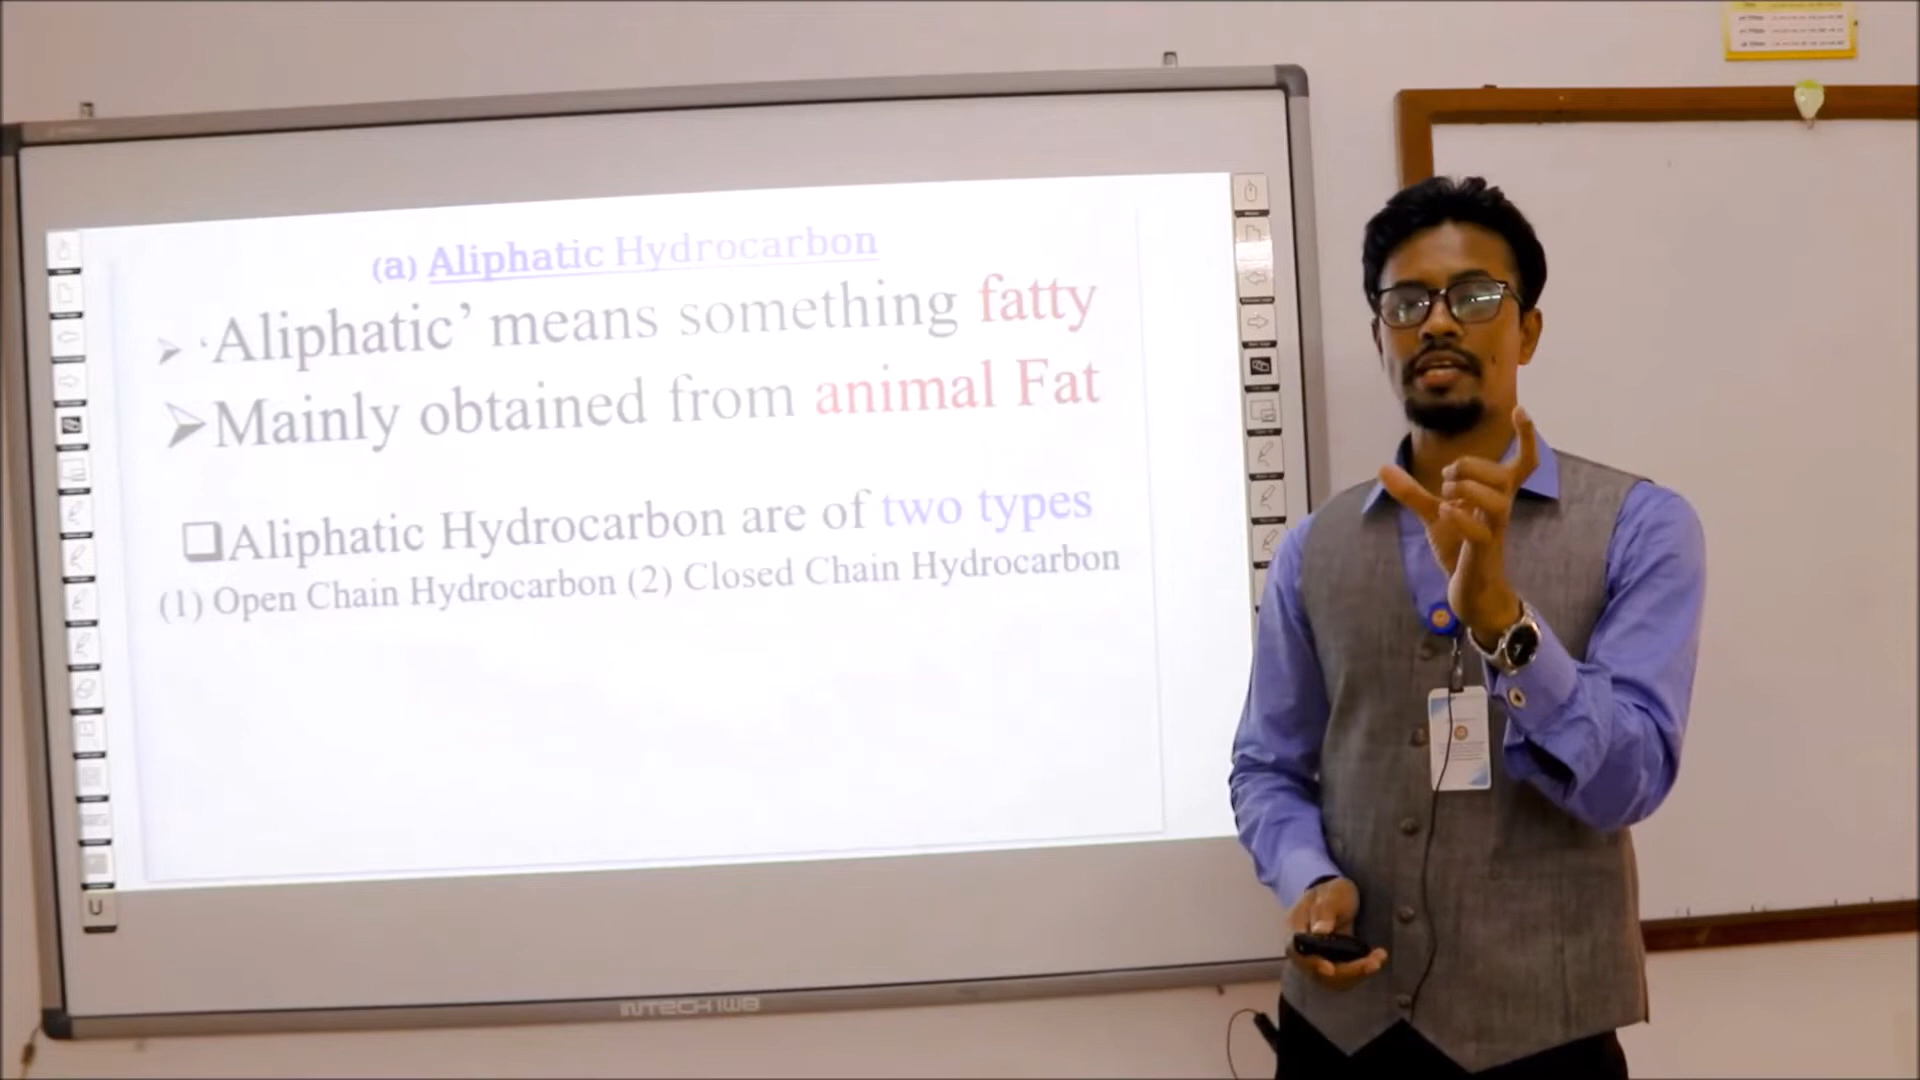 (a) Aliphatic Hydrocarbon
➢ 'Aliphatic' means something fatty
➢Mainly obtained from animal Fat
❑Aliphatic Hydrocarbon are of two types
(1) Open Chain Hydrocarbon (2) Closed Chain Hydrocarbon
U
INTECH IWB